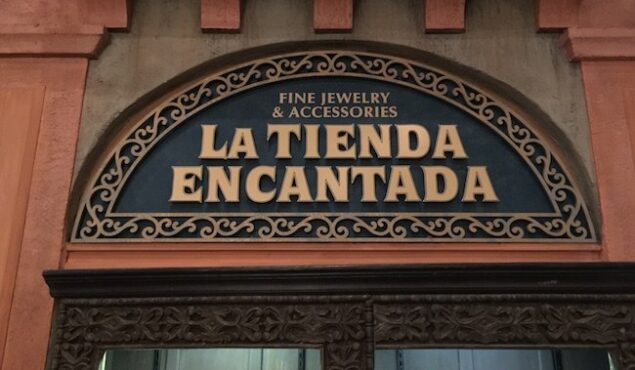 FINE JEWELRY
& ACCESSORIES
LA TIENDA
ENCANTADA